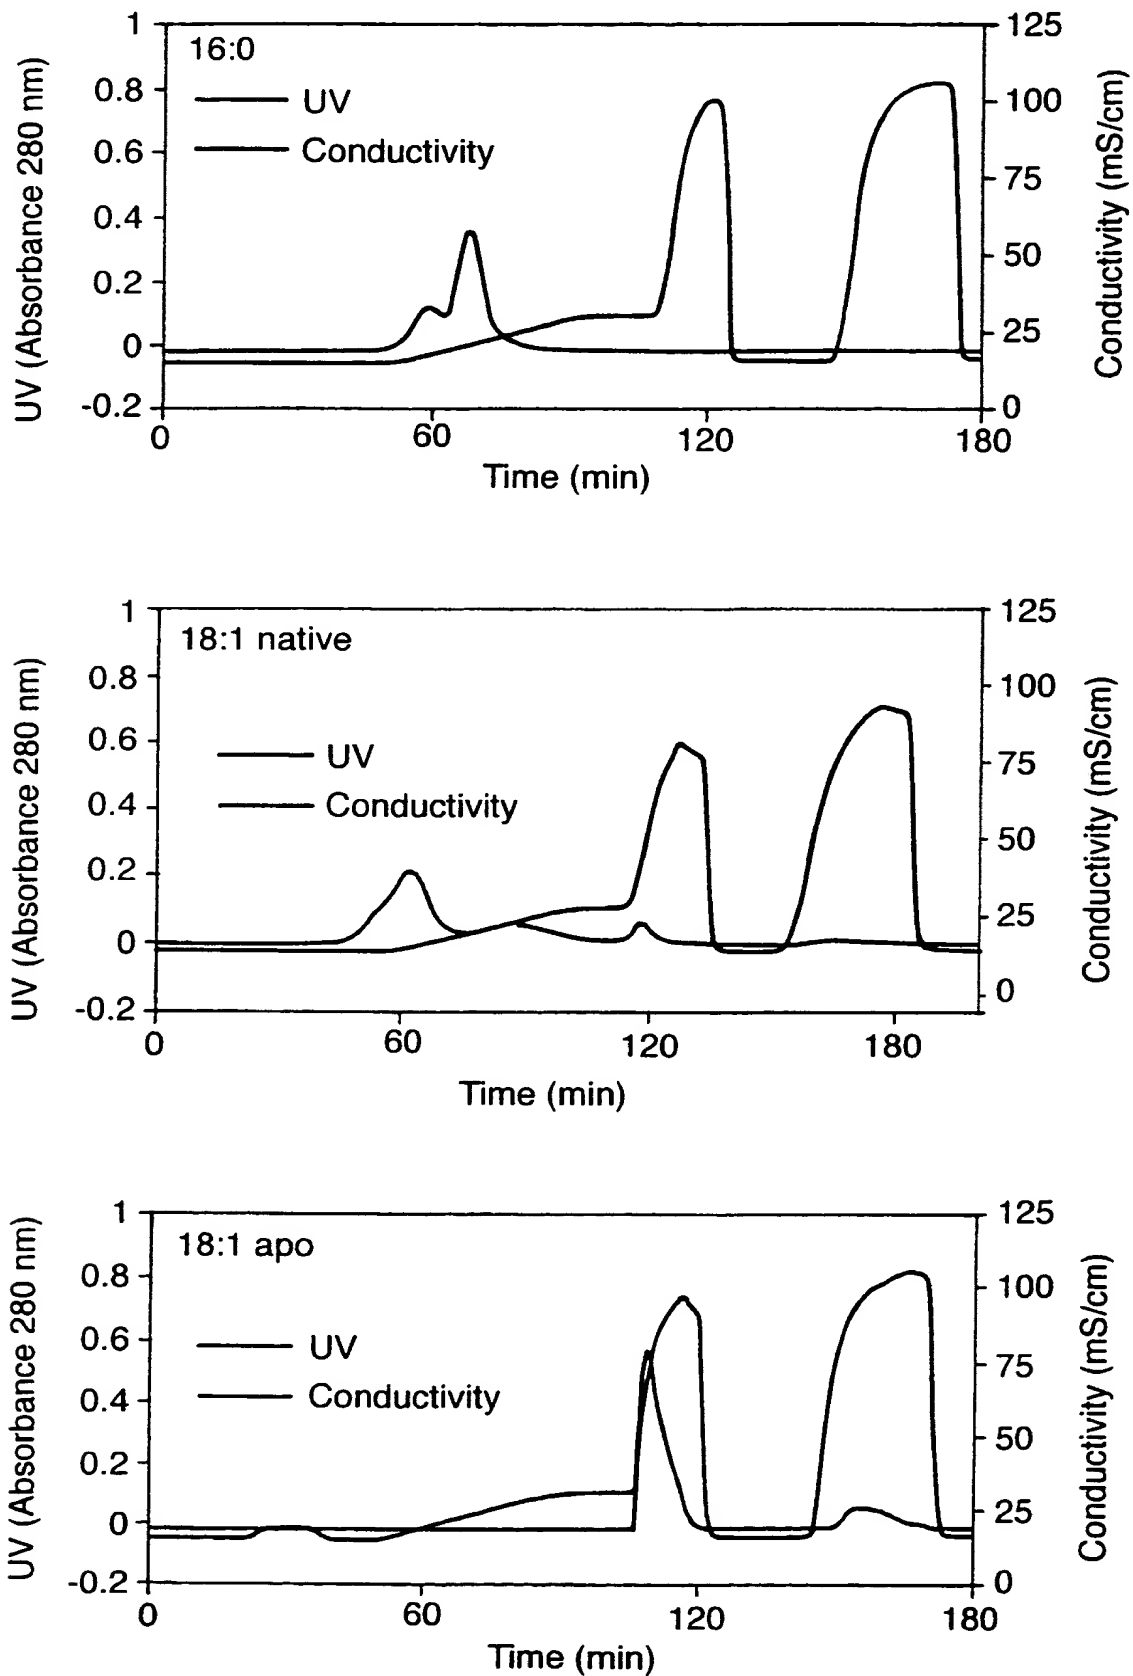 16:0
UV
Conductivity
UV (Absorbance 280 nm)
1
0.8
0.6
0.4
0.2
0
-0.2
Conductivity (mS/cm)
125
100
75
50
25
0
0 60 120 180
Time (min)
18:1 native
UV
Conductivity
UV (Absorbance 280 nm)
1
0.8
0.6
0.4
0.2
0
-0.2
Conductivity (mS/cm)
125
100
75
50
25
0
0 60 120 180
Time (min)
18:1 apo
UV
Conductivity
UV (Absorbance 280 nm)
1
0.8
0.6
0.4
0.2
0
-0.2
Conductivity (mS/cm)
125
100
75
50
25
0
0 60 120 180
Time (min)